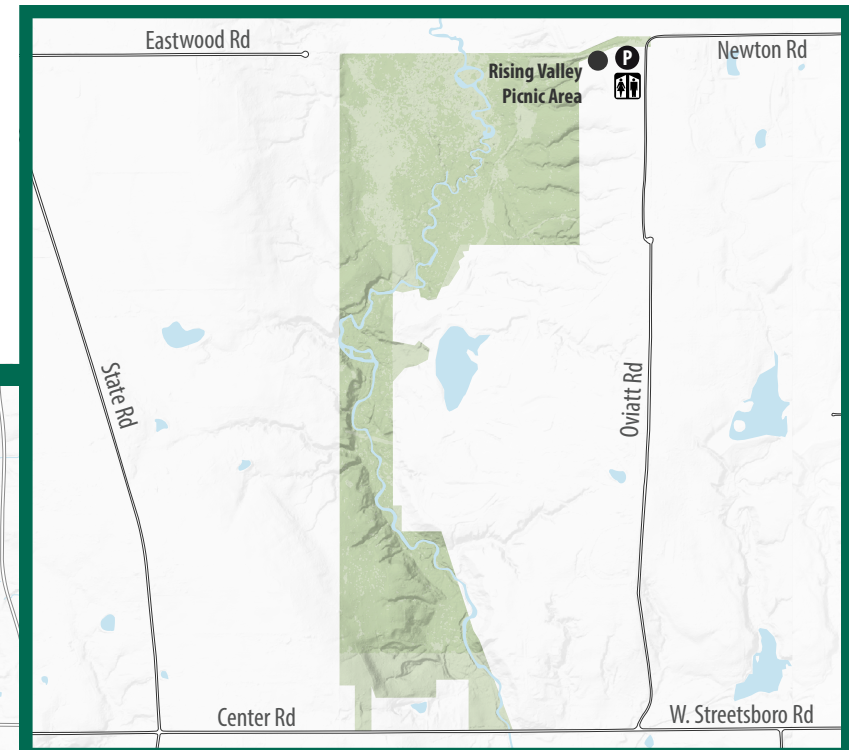 Eastwood Rd
Newton Rd
P
Rising Valley
Picnic Area
State Rd
Oviatt Rd
Center Rd
W. Streetsboro Rd